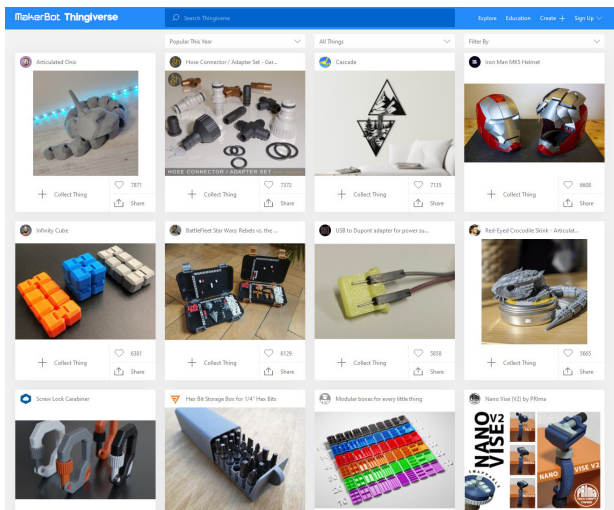 MakerBot Thingiverse
Search Thingiverse
Explore Education Create + Sign Up
Popular This Year
All Things
Filter By
Articulated Onix
Hose Connector / Adapter Set - Gar...
Cascade
Iron Man MK5 Helmet
HOSE CONNECTOR / ADAPTER SET
Collect Thing
7871
Share
Collect Thing
7372
Share
Collect Thing
7135
Share
Collect Thing
6608
Share
Infinity Cube
BattleFleet Star Wars: Rebels vs. the ...
USB to Dupont adapter for power su...
Red-Eyed Crocodile Skink - Articulat...
Collect Thing
6381
Share
Collect Thing
6129
Share
Collect Thing
5858
Share
Collect Thing
5665
Share
Screw Lock Carabiner
Hex Bit Storage Box for 1/4" Hex Bits
Modular boxes for every little thing
Nano Vise (V2) by PRima
NANO
VISE
V2
NANO VISE V2
PRima